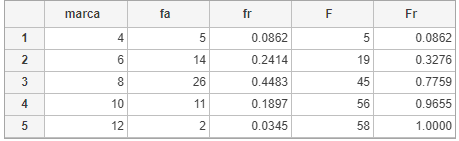 marca fa fr F Fr
1 4 5 0.0862 5 0.0862
2 6 14 0.2414 19 0.3276
3 8 26 0.4483 45 0.7759
4 10 11 0.1897 56 0.9655
5 12 2 0.0345 58 1.0000